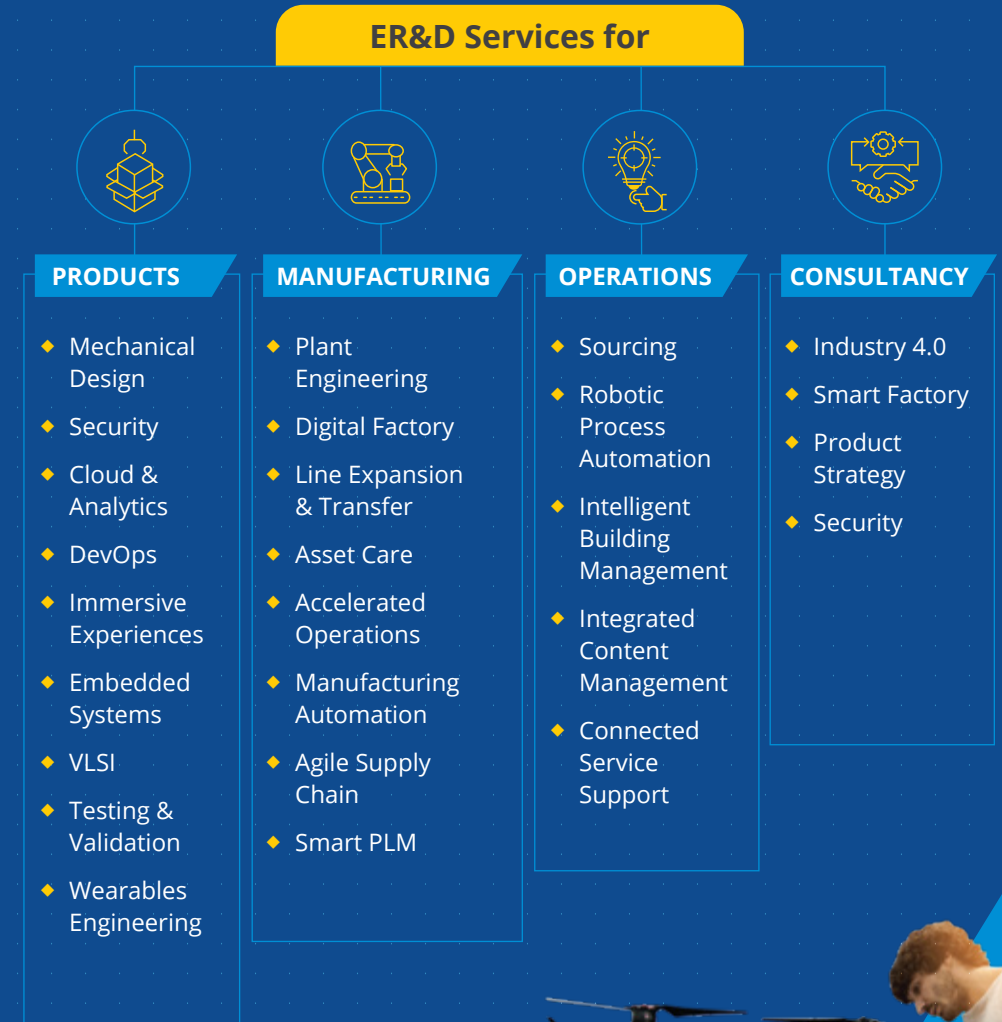 ER&D Services for
PRODUCTS
Mechanical
Design
Security
Cloud &
Analytics
DevOps
Immersive
Experiences
Embedded
Systems
VLSI
Testing &
Validation
Wearables
Engineering
MANUFACTURING
Plant
Engineering
Digital Factory
Line Expansion
& Transfer
Asset Care
Accelerated
Operations
Manufacturing
Automation
Agile Supply
Chain
Smart PLM
OPERATIONS
Sourcing
Robotic
Process
Automation
Intelligent
Building
Management
Integrated
Content
Management
Connected
Service
Support
CONSULTANCY
Industry 4.0
Smart Factory
Product
Strategy
Security